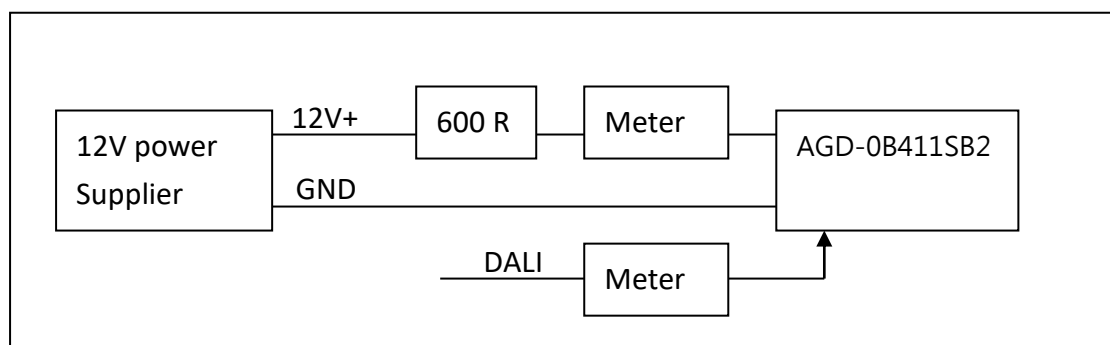 12V power
Supplier
12V+
600 R
Meter
AGD-0B411SB2
GND
DALI
Meter